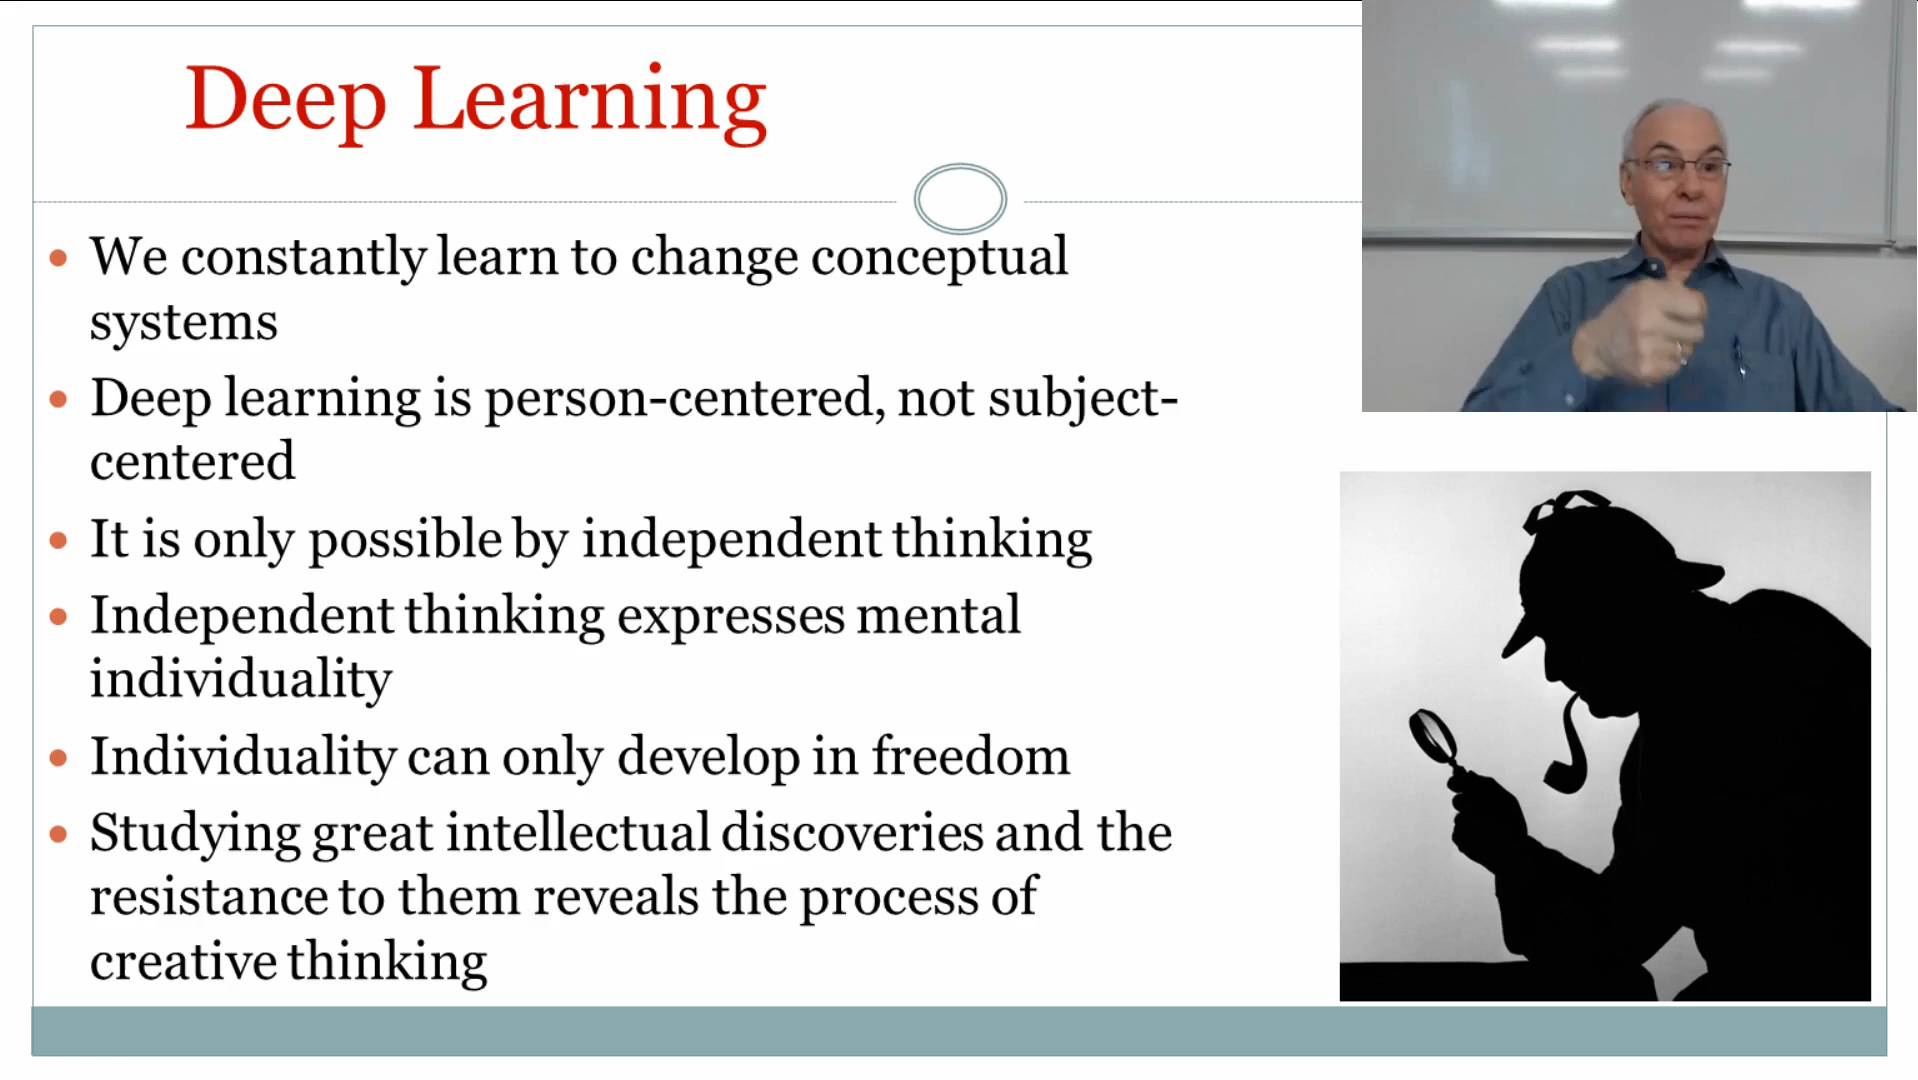 Deep Learning
We constantly learn to change conceptual
systems
Deep learning is person-centered, not subject-
centered
It is only possible by independent thinking
Independent thinking expresses mental
individuality
Individuality can only develop in freedom
Studying great intellectual discoveries and the
resistance to them reveals the process of
creative thinking